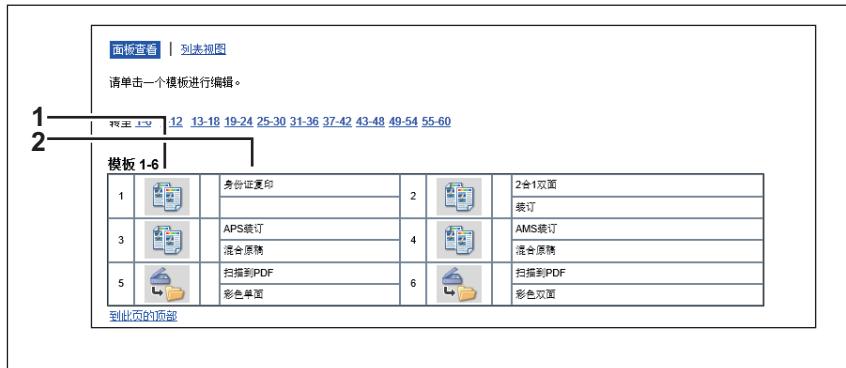 面板查看 | 列表视图
请单击一个模板进行编辑。
1
转至 1-6 -12 13-18 19-24 25-30 31-36 37-42 43-48 49-54 55-60
2
模板 1-6
1 身份证复印 2 2合1双面
装订
3 APS装订 4 AMS装订
混合原稿 混合原稿
5 扫描到PDF 6 扫描到PDF
彩色单面 彩色双面
到此页的顶部